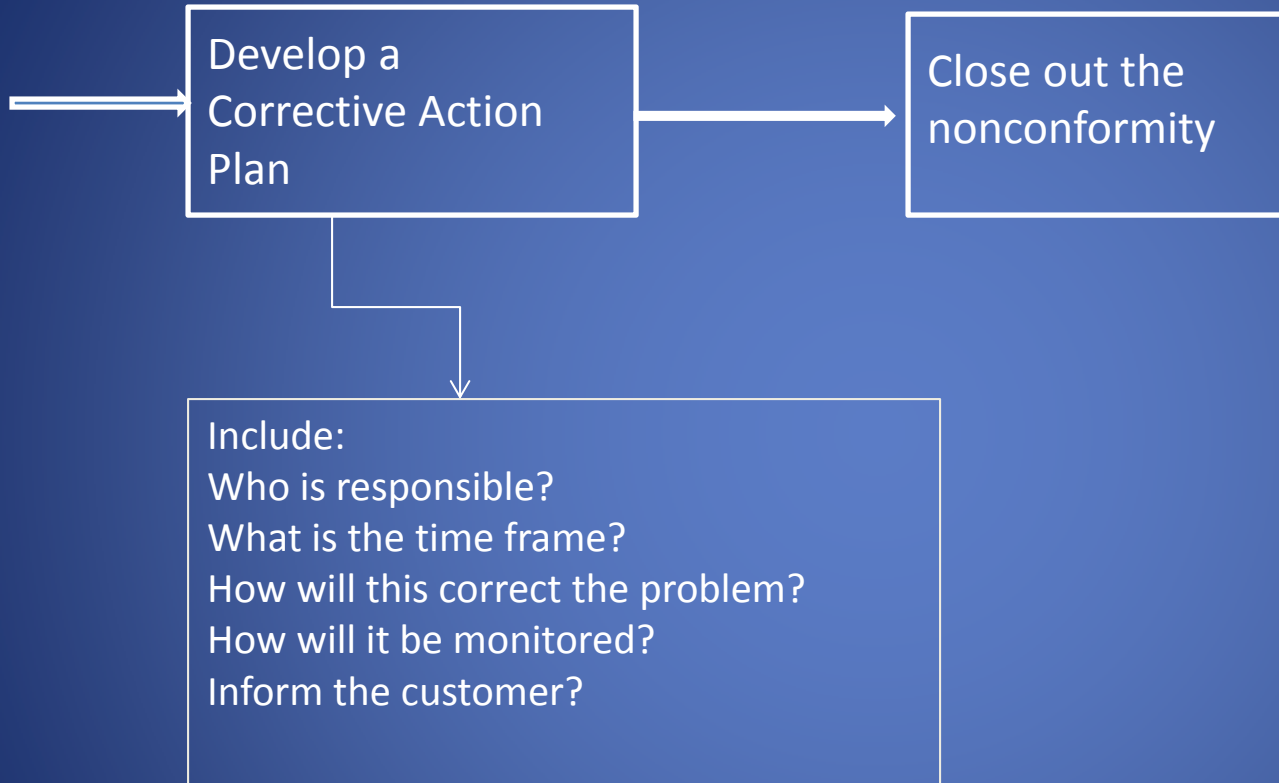 Develop a
Corrective Action
Plan
Close out the
nonconformity
Include:
Who is responsible?
What is the time frame?
How will this correct the problem?
How will it be monitored?
Inform the customer?